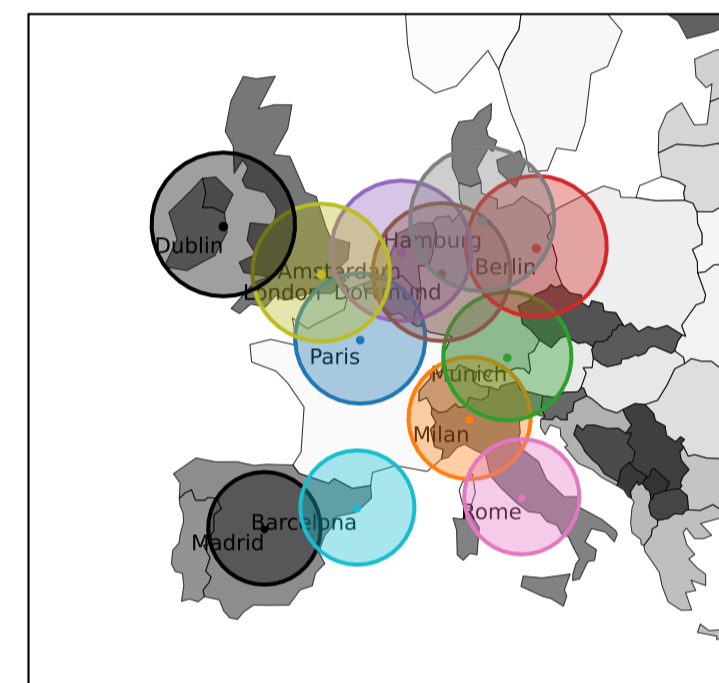 Hamburg
Dublin
Berlin
Amsterdam
London
Dortmund
Paris
Munich
Milan
Rome
Barcelona
Madrid